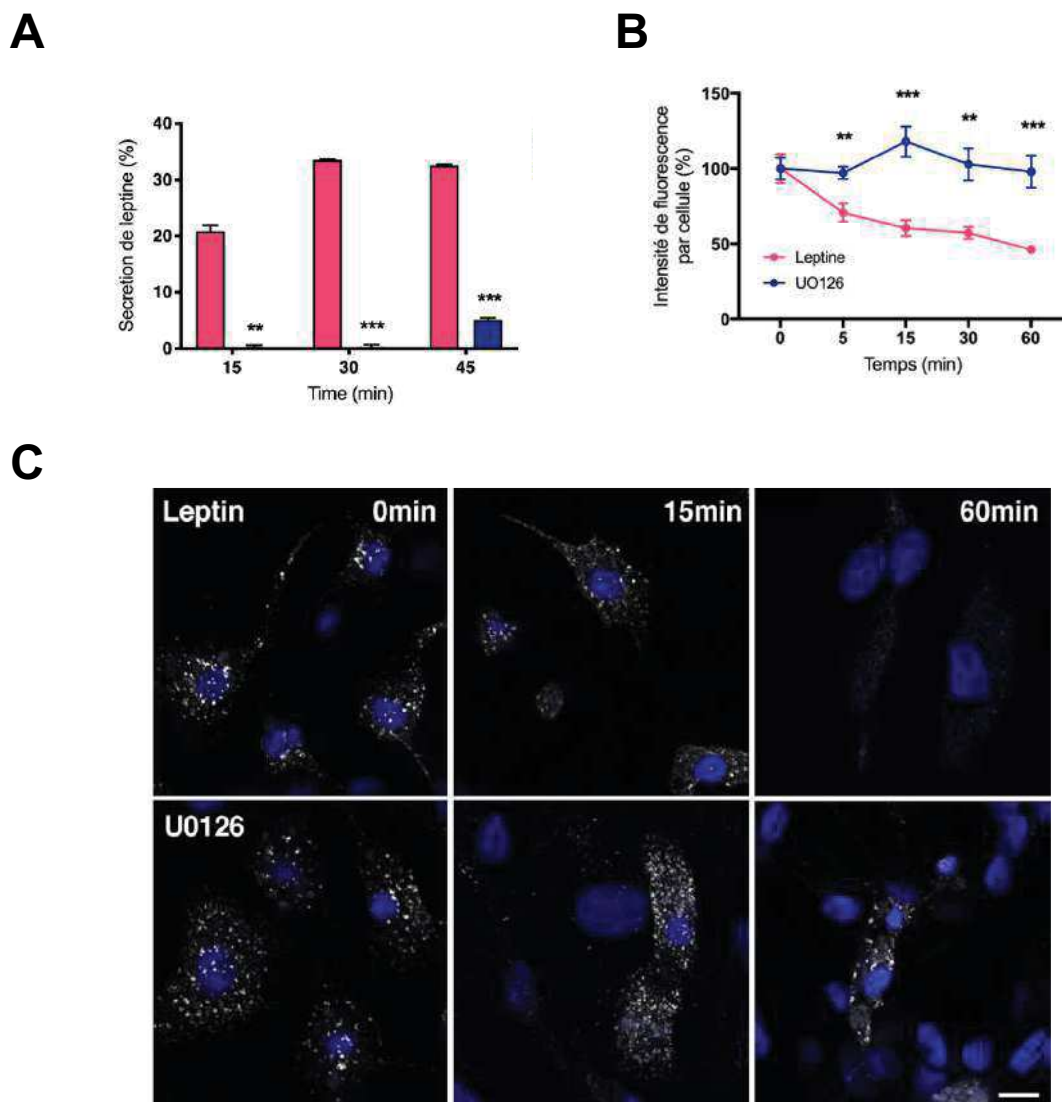 A
B
Secretion de leptine (%)
40
30
20
10
0
**
***
***
15
30
45
Time (min)
Intensité de fluorescence
par cellule (%)
150
100
50
0
**
***
**
***
Leptine
UO126
0
5
15
30
60
Temps (min)
C
Leptin
0min
15min
60min
U0126